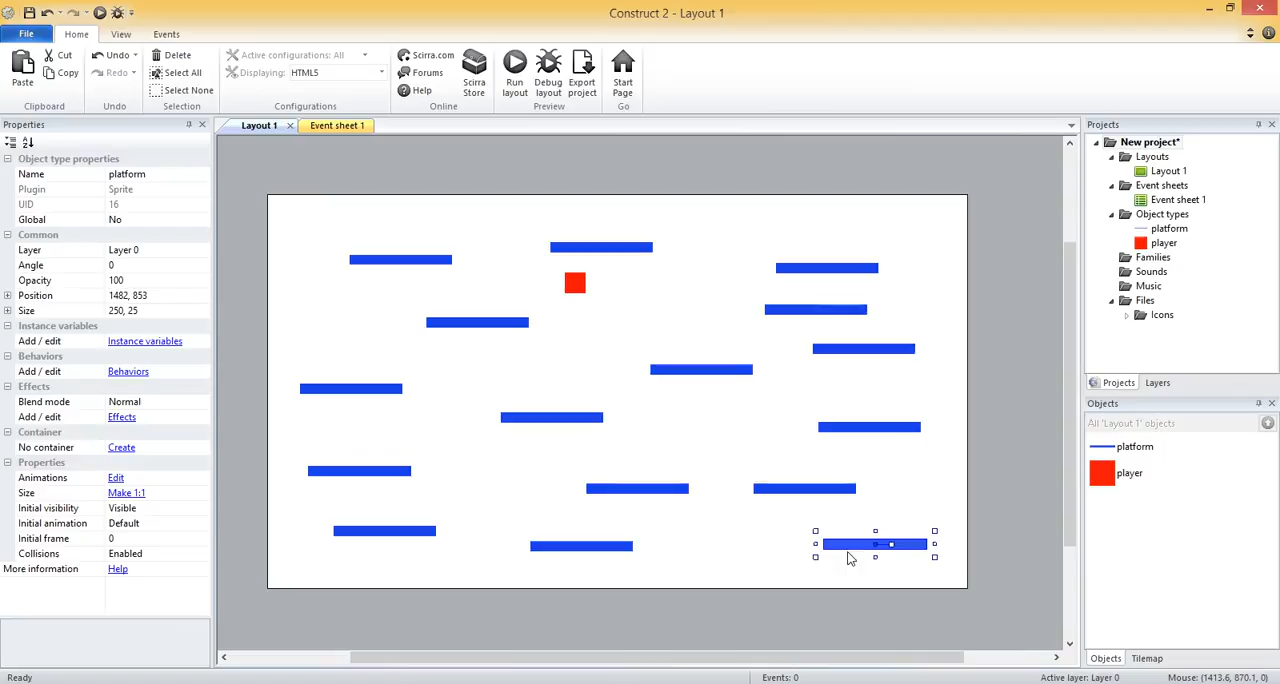 Construct 2 - Layout 1
File Home View Events
Paste Cut Copy Clipboard
Undo Redo Undo
Delete Select All Select None Selection
Active configurations: All
Displaying: HTML5
Configurations
Scirra.com Forums Help Scirra Store Online
Run layout Debug layout Export project Preview
Start Page Go
Properties
Layout 1 Event sheet 1
Object type properties
Name platform
Plugin Sprite
UID 16
Global No
Common
Layer Layer 0
Angle 0
Opacity 100
Position 1482, 853
Size 250, 25
Instance variables
Add / edit Instance variables
Behaviors
Add / edit Behaviors
Effects
Blend mode Normal
Add / edit Effects
Container
No container Create
Properties
Animations Edit
Size Make 1:1
Initial visibility Visible
Initial animation Default
Initial frame 0
Collisions Enabled
More information Help
Projects
New project*
Layouts
Layout 1
Event sheets
Event sheet 1
Object types
platform
player
Families
Sounds
Music
Files
Icons
Projects Layers
Objects
All 'Layout 1' objects
platform
player
Objects Tilemap
Ready Events: 0 Active layer: Layer 0 Mouse: (1413.6, 870.1, 0)